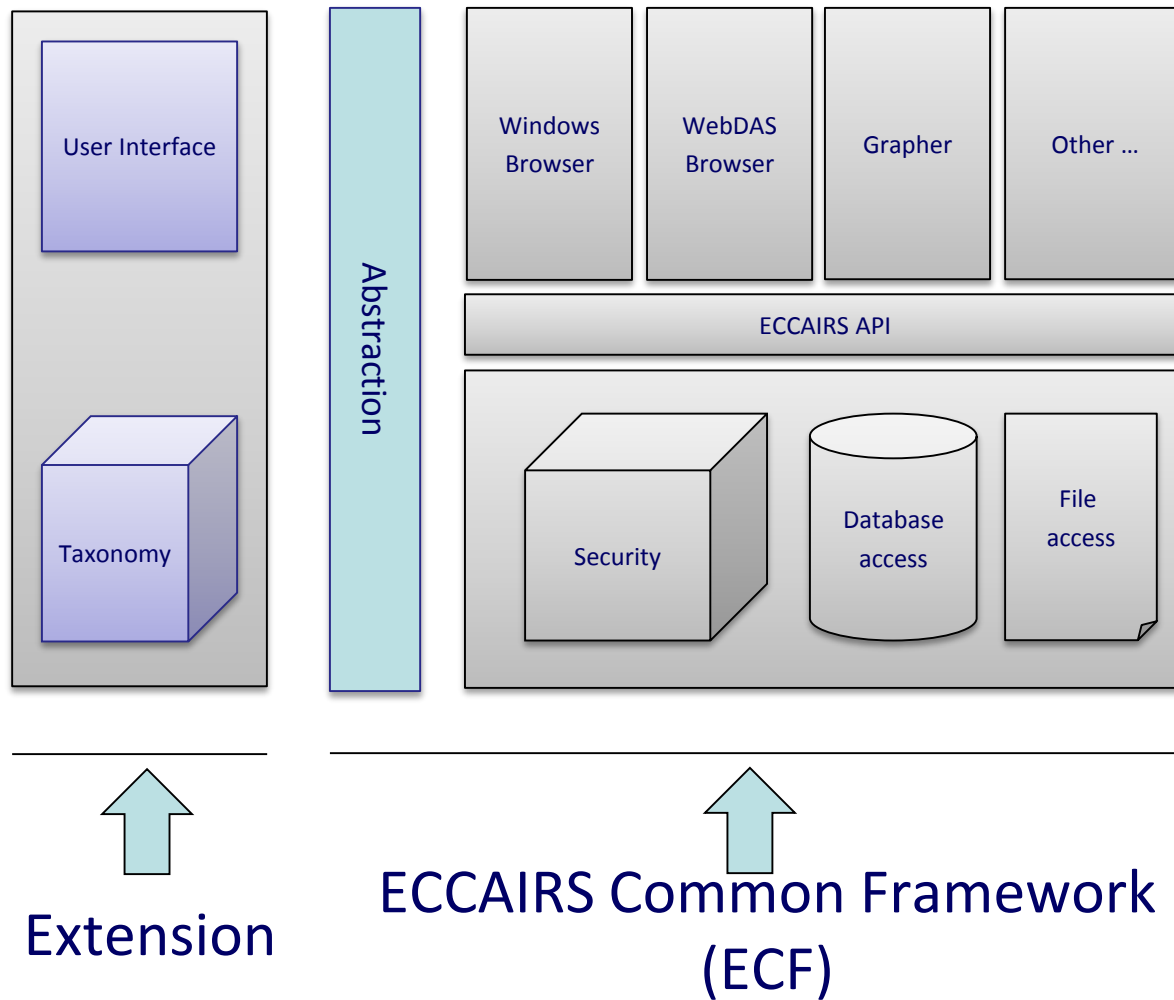 User Interface
Taxonomy
Abstraction
Windows
Browser
WebDAS
Browser
Grapher
Other ...
ECCAIRS API
Security
Database
access
File
access
Extension
ECCAIRS Common Framework
(ECF)